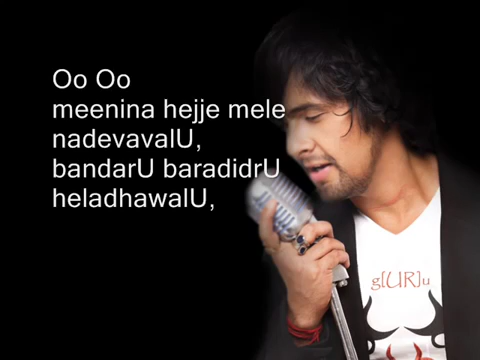 Oo Oo
meenina hejje mele
nadevavalU,
bandarU baradidrU
heladhawalU,
g[UR]u